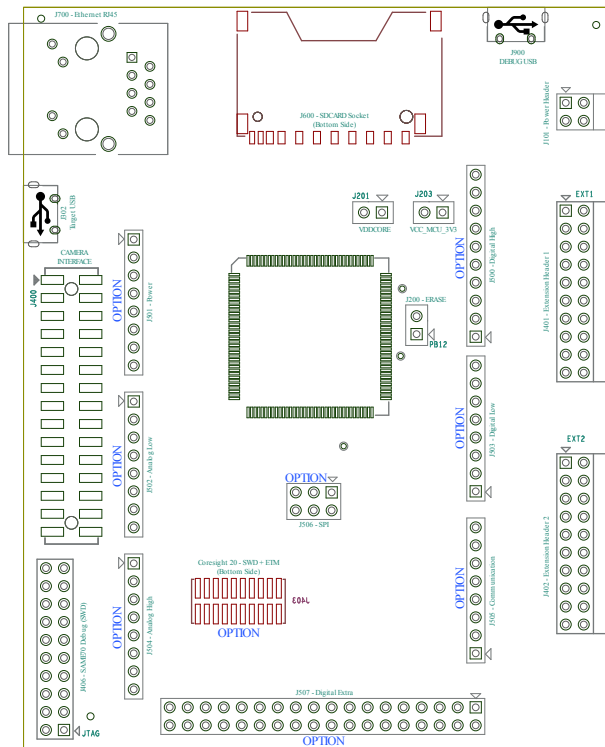 J700 - Ethernet RJ45
J600 - SDCARD Socket
(Bottom Side)
J900
DEBUG USB
J101 - Power Header
J302
Target USB
J201
VDDCORE
J203
VCC_MCU_3V3
OPTION
J500 - Digital High
EXT1
J401 - Extension Header 1
CAMERA
INTERFACE
J400
OPTION
J501 - Power
J200 - ERASE
PB12
OPTION
J502 - Analog Low
OPTION
J503 - Digital Low
EXT2
J402 - Extension Header 2
OPTION
J506 - SPI
Coresight 20 - SWD + ETM
(Bottom Side)
J403
OPTION
OPTION
J504 - Analog High
OPTION
J505 - Communication
J406 - SAME70 Debug (SWD)
JTAG
J507 - Digital Extra
OPTION